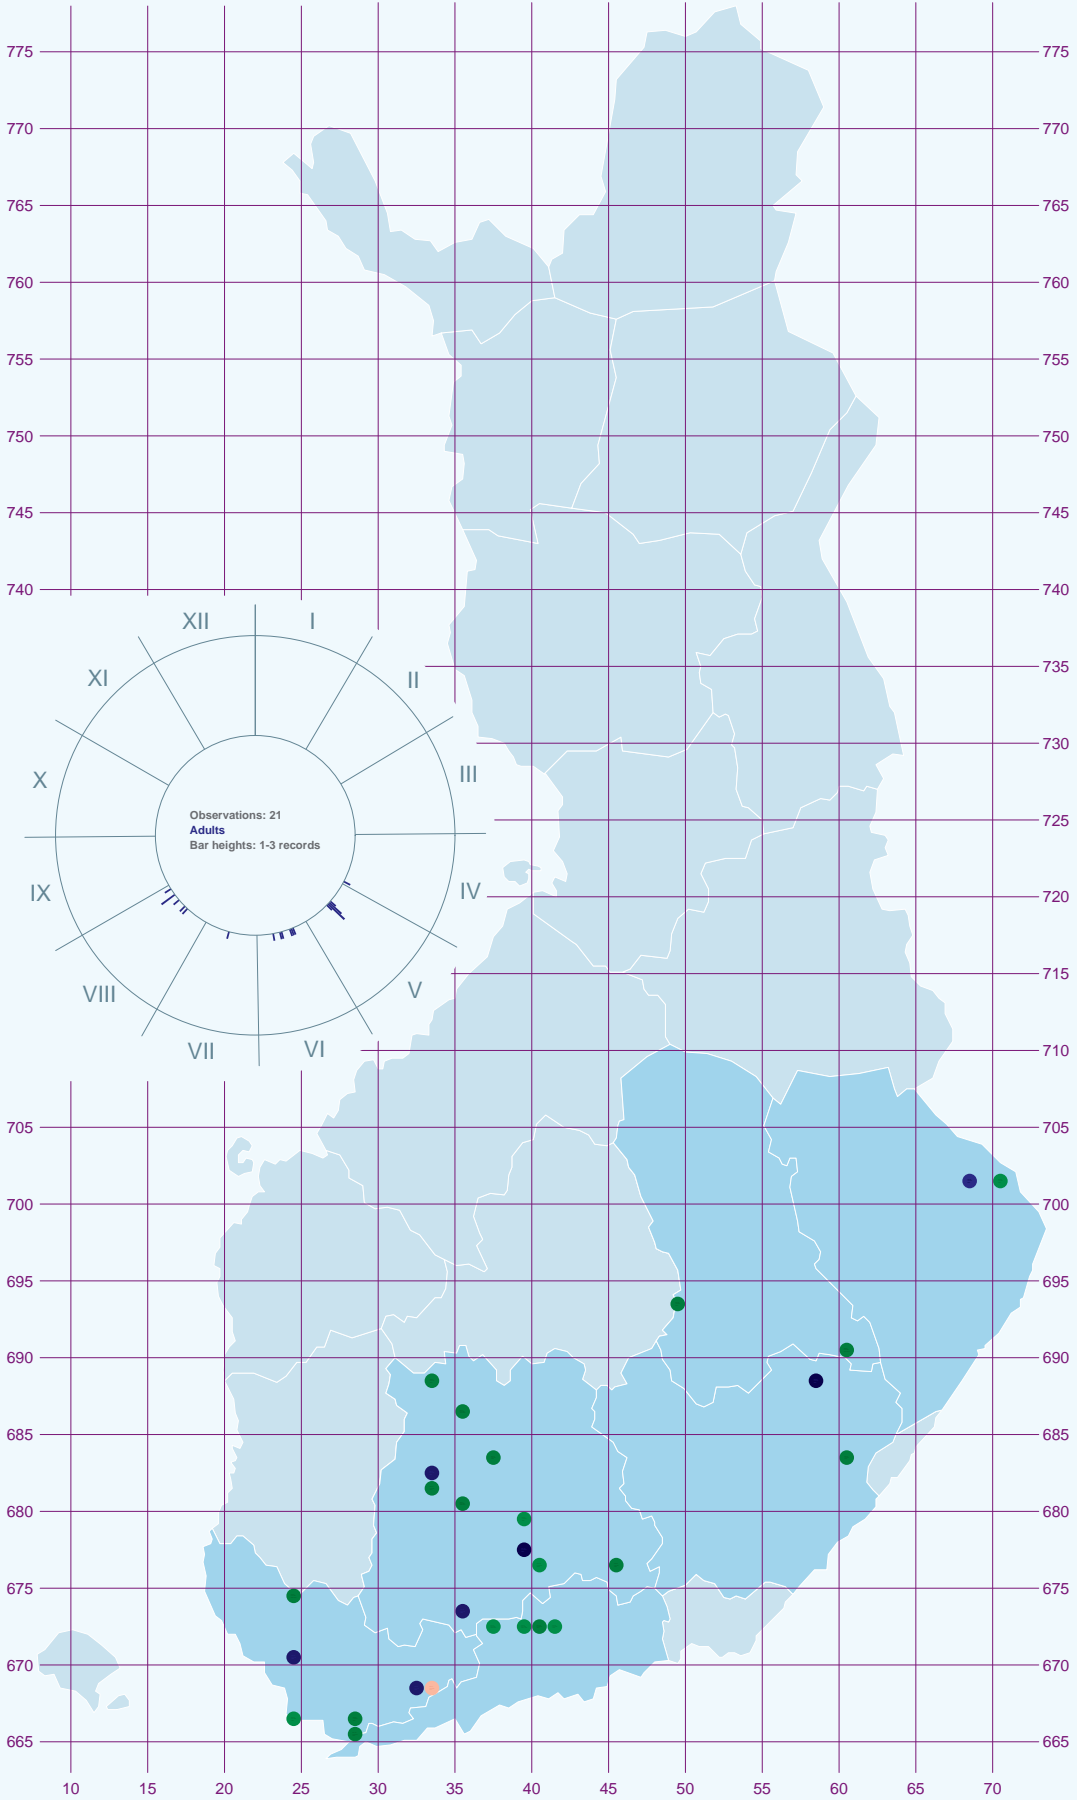 775 775
770 770
765 765
760 760
755 755
750 750
745 745
740 740
XII I
735
XI II
730
X III
Observations: 21
Adults
Bar heights: 1-3 records
725
IX IV
720
715
VIII V
VII VI
710
705 705
700 700
695 695
690 690
685 685
680 680
675 675
670 670
665 665
10 15 20 25 30 35 40 45 50 55 60 65 70